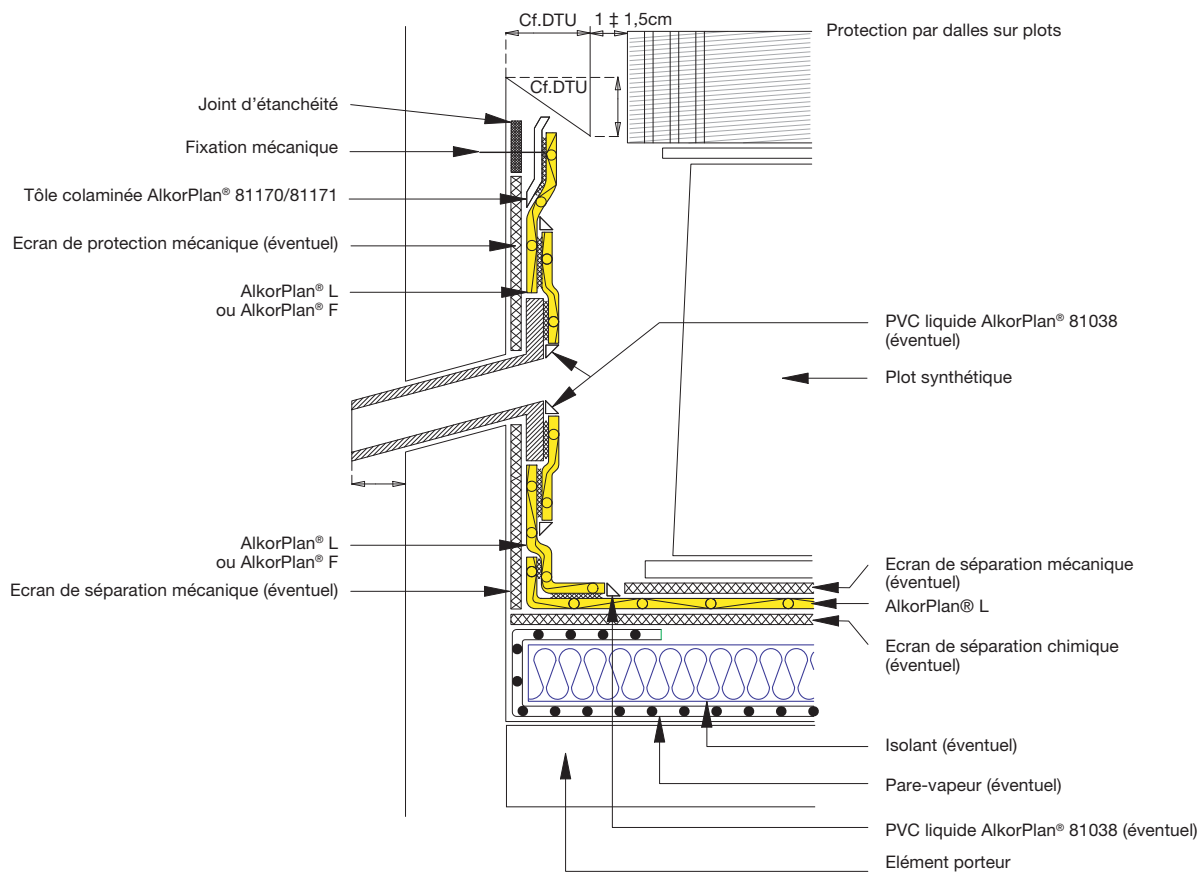 Cf.DTU
1 ‡ 1,5cm
Protection par dalles sur plots
Cf.DTU
Joint d'étanchéité
Fixation mécanique
Tôle colaminée AlkorPlan® 81170/81171
Ecran de protection mécanique (éventuel)
AlkorPlan® L
ou AlkorPlan® F
PVC liquide AlkorPlan® 81038
(éventuel)
Plot synthétique
AlkorPlan® L
ou AlkorPlan® F
Ecran de séparation mécanique (éventuel)
Ecran de séparation mécanique
(éventuel)
AlkorPlan® L
Ecran de séparation chimique
(éventuel)
Isolant (éventuel)
Pare-vapeur (éventuel)
PVC liquide AlkorPlan® 81038 (éventuel)
Elément porteur